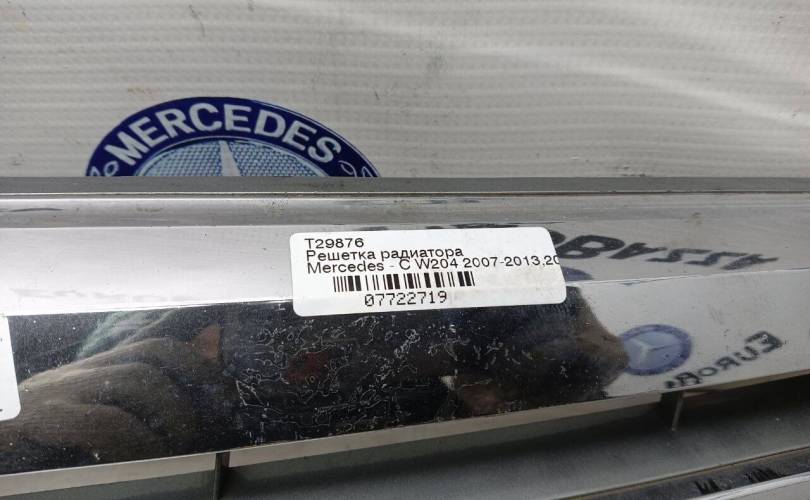 MERCEDES
T29876
Решетка радиатора
Mercedes - C W204 2007-2013,20
07722719